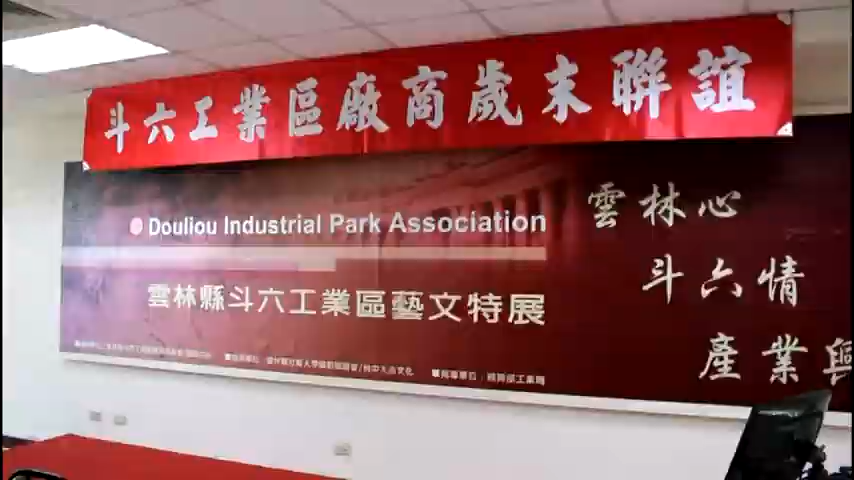 斗六工業區廠商歲末聯誼
Douliou Industrial Park Association
雲林縣斗六工業區藝文特展
雲林心
斗六情
產業與